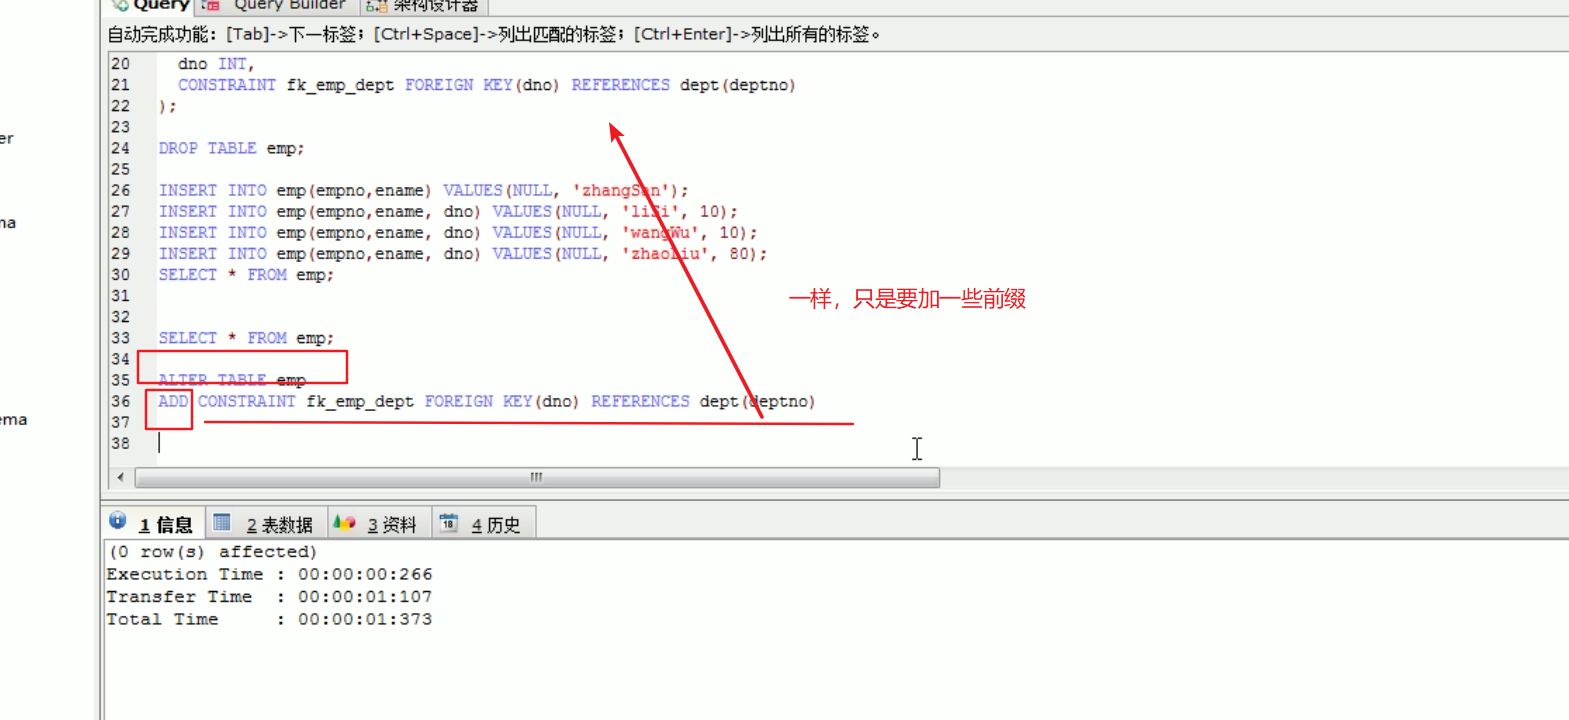 Query Query Builder 架构设计器
自动完成功能：[Tab]->下一标签；[Ctrl+Space]->列出匹配的标签；[Ctrl+Enter]->列出所有的标签。
20 dno INT,
21 CONSTRAINT fk_emp_dept FOREIGN KEY(dno) REFERENCES dept(deptno)
22 );
23
24 DROP TABLE emp;
25
26 INSERT INTO emp(empno,ename) VALUES(NULL, 'zhangSan');
27 INSERT INTO emp(empno,ename, dno) VALUES(NULL, 'liSi', 10);
28 INSERT INTO emp(empno,ename, dno) VALUES(NULL, 'wangWu', 10);
29 INSERT INTO emp(empno,ename, dno) VALUES(NULL, 'zhaoLiu', 80);
30 SELECT * FROM emp;
31
一样，只是要加一些前缀
32
33 SELECT * FROM emp;
34
35 ALTER TABLE emp
36 ADD CONSTRAINT fk_emp_dept FOREIGN KEY(dno) REFERENCES dept(deptno)
37
38
er
ma
ema
1 信息 2 表数据 3 资料 18 4 历史
(0 row(s) affected)
Execution Time : 00:00:00:266
Transfer Time : 00:00:01:107
Total Time : 00:00:01:373